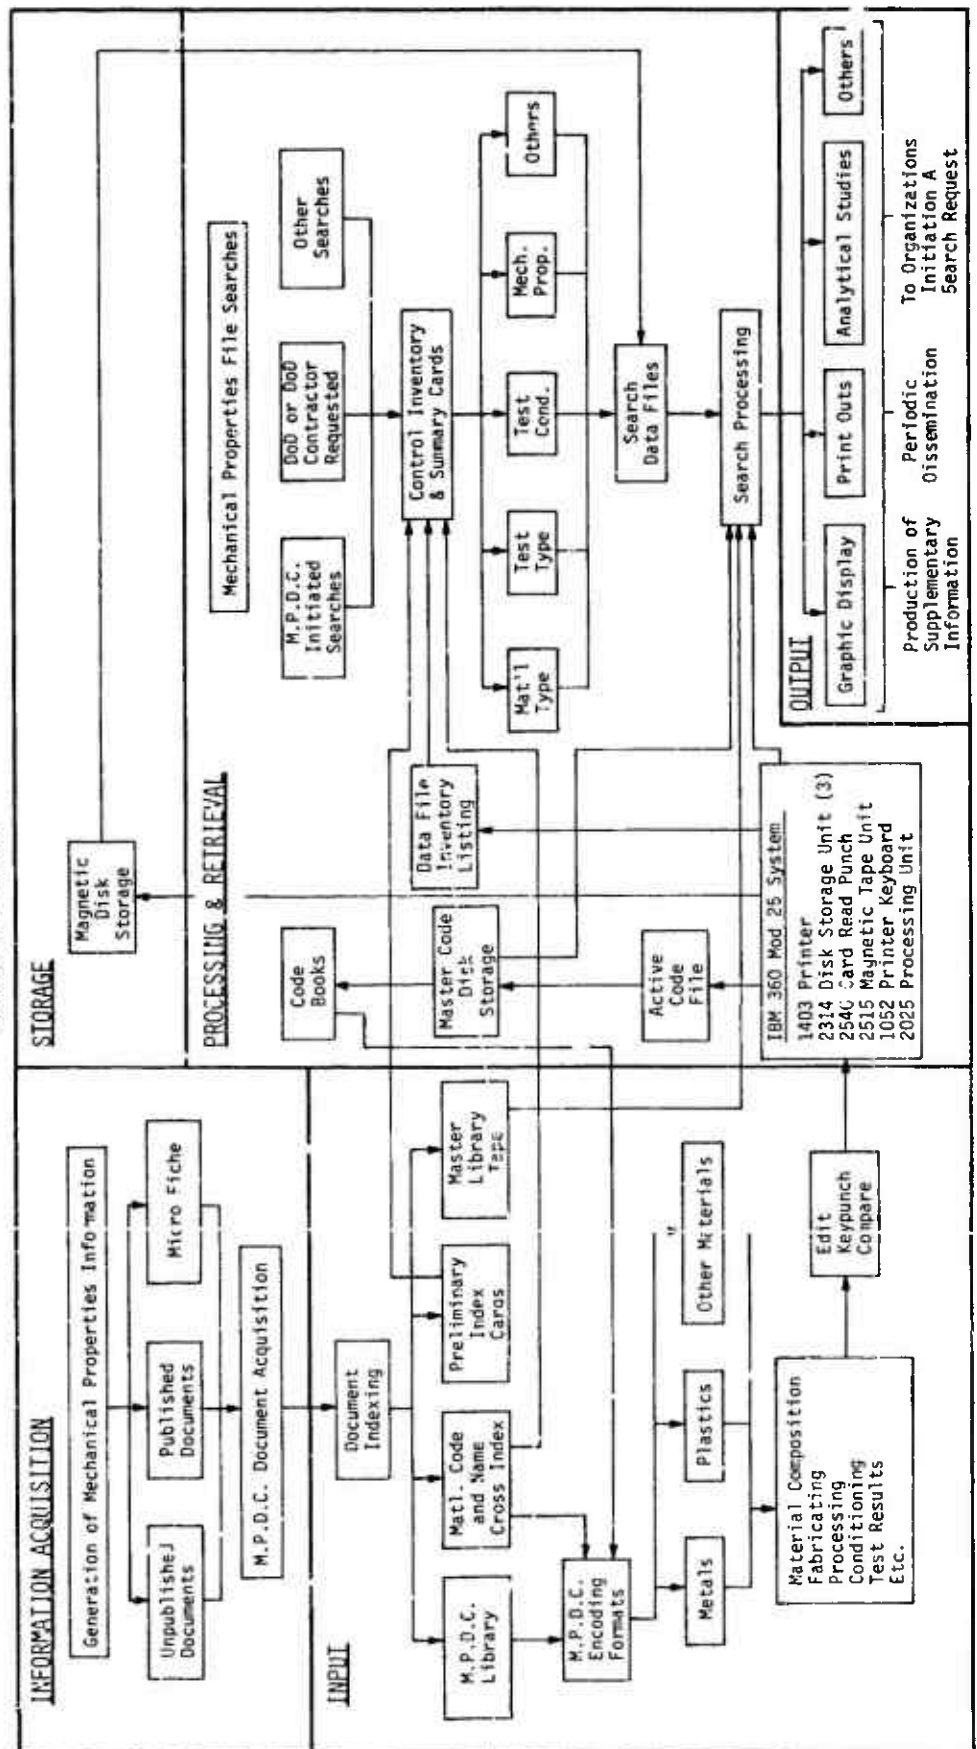 INFORMATION ACQUISITION
Generation of Mechanical Properties Information
Unpublished
Documents
Published
Documents
Micro Fiche
M.P.D.C. Document Acquisition
INPUT
Document
Indexing
M.P.D.C.
Library
Matl. Code
and Name
Cross Index
Preliminary
Index
Cards
Master
Library
Tape
M.P.D.C.
Encoding
Formats
Metals
Plastics
Other Materials
Material Composition
Fabricating
Processing
Conditioning
Test Results
Etc.
Edit
Keypunch
Compare
STORAGE
Magnetic
Disk
Storage
PROCESSING & RETRIEVAL
Code
Books
Master Code
Disk
Storage
Active
Code
File
Data File
Inventory
Listing
IBM 360 Mod 25 System
1403 Printer
2314 Disk Storage Unit (3)
2540 Card Read Punch
2515 Magnetic Tape Unit
1052 Printer Keyboard
2025 Processing Unit
Mechanical Properties File Searches
M.P.D.C.
Initiated
Searches
DoD or DoD
Contractor
Requested
Other
Searches
Control Inventory
& Summary Cards
Mat'l
Type
Test
Type
Test
Cond.
Mech.
Prop.
Others
Search
Data Files
Search Processing
OUTPUT
Graphic Display
Print Outs
Analytical Studies
Others
Production of
Supplementary
Information
Periodic
Dissemination
To Organizations
Initiation A
Search Request